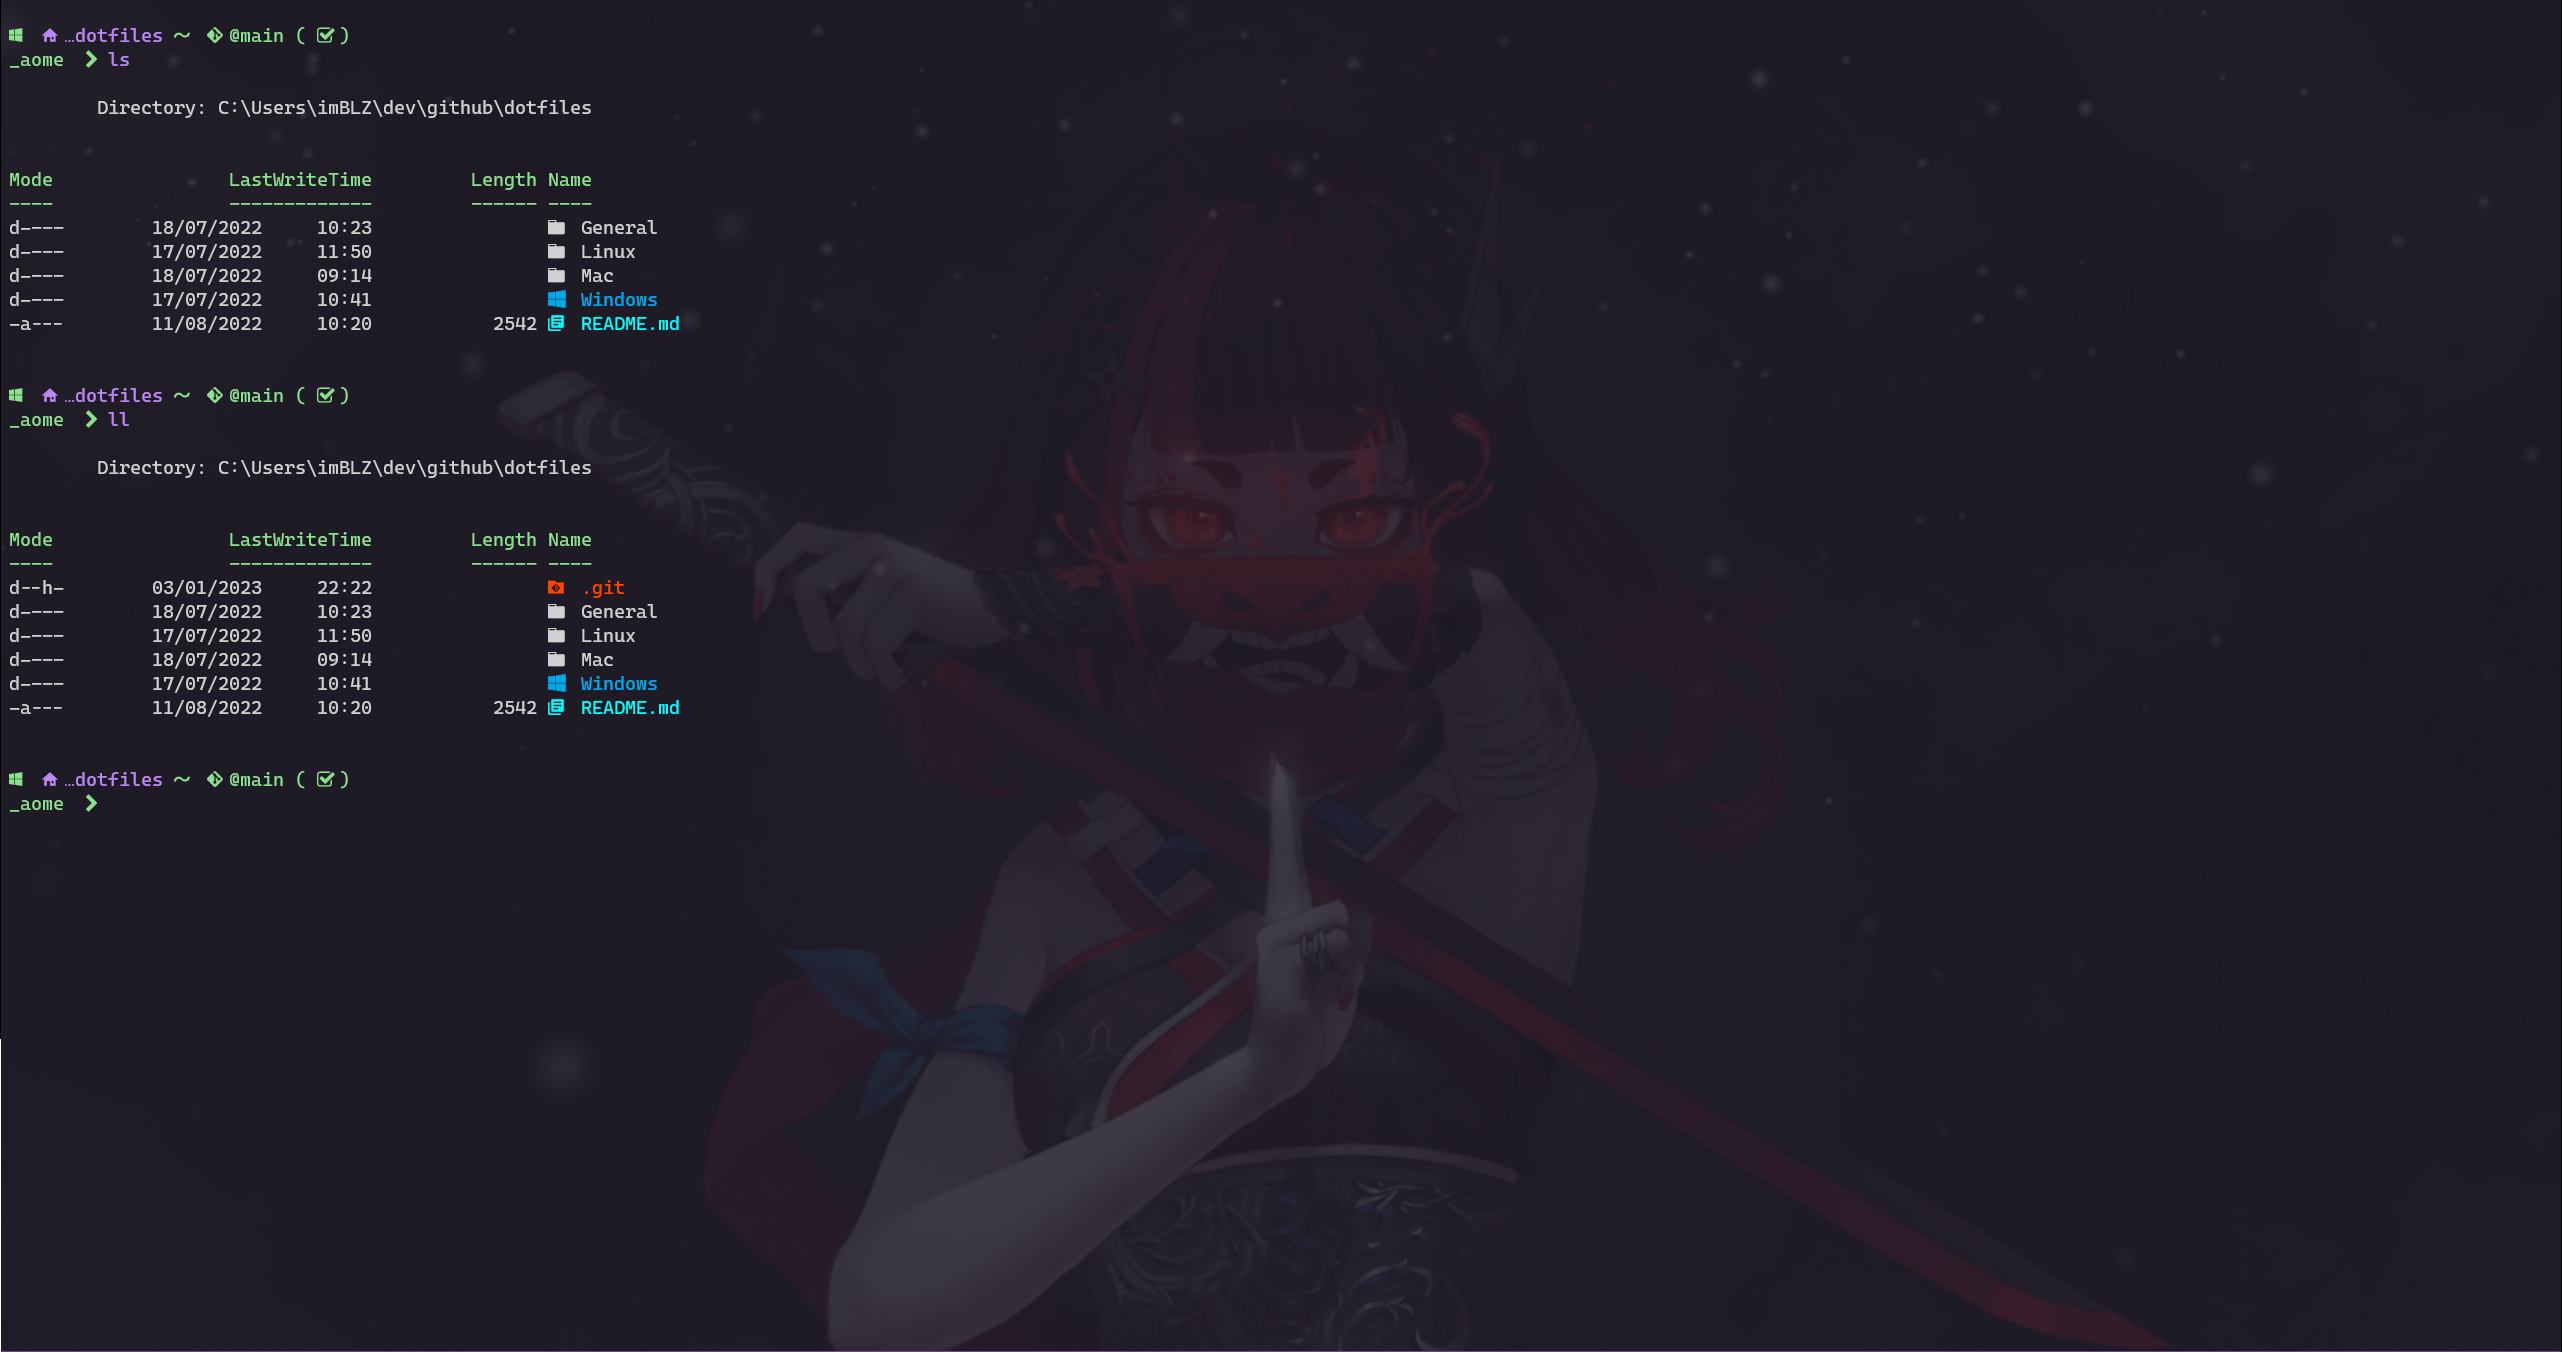 …dotfiles ~ @main ( )
_aome ls
Directory: C:\Users\imBLZ\dev\github\dotfiles
Mode LastWriteTime Length Name
---- ------------- ------ ----
d---- 18/07/2022 10:23 General
d---- 17/07/2022 11:50 Linux
d---- 18/07/2022 09:14 Mac
d---- 17/07/2022 10:41 Windows
-a--- 11/08/2022 10:20 2542 README.md
…dotfiles ~ @main ( )
_aome ll
Directory: C:\Users\imBLZ\dev\github\dotfiles
Mode LastWriteTime Length Name
---- ------------- ------ ----
d--h- 03/01/2023 22:22 .git
d---- 18/07/2022 10:23 General
d---- 17/07/2022 11:50 Linux
d---- 18/07/2022 09:14 Mac
d---- 17/07/2022 10:41 Windows
-a--- 11/08/2022 10:20 2542 README.md
…dotfiles ~ @main ( )
_aome